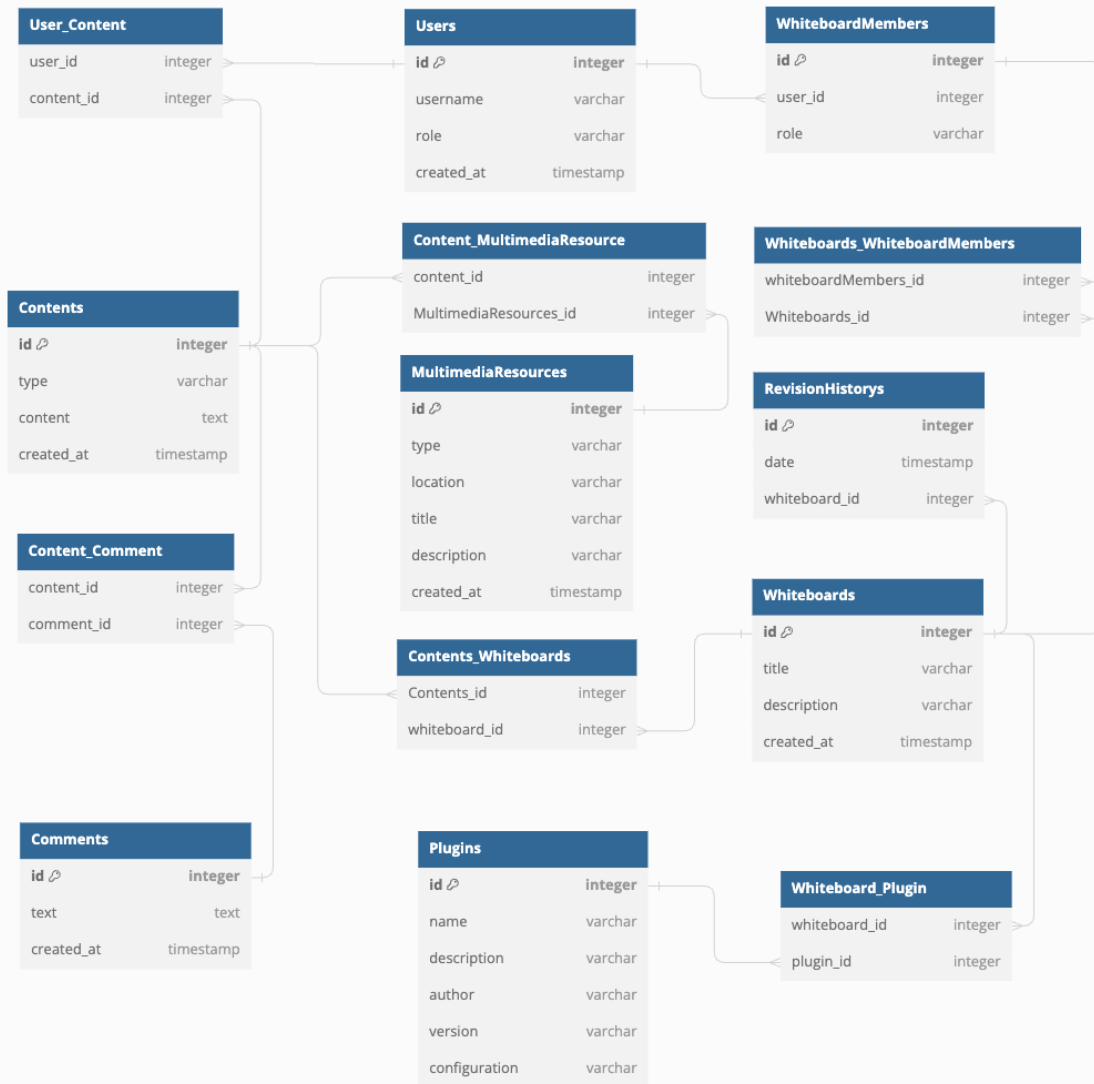 User_Content
user_id integer
content_id integer
Users
id integer
username varchar
role varchar
created_at timestamp
WhiteboardMembers
id integer
user_id integer
role varchar
Content_MultimediaResource
content_id integer
MultimediaResources_id integer
Whiteboards_WhiteboardMembers
whiteboardMembers_id integer
Whiteboards_id integer
Contents
id integer
type varchar
content text
created_at timestamp
MultimediaResources
id integer
type varchar
location varchar
title varchar
description varchar
created_at timestamp
RevisionHistorys
id integer
date timestamp
whiteboard_id integer
Content_Comment
content_id integer
comment_id integer
Contents_Whiteboards
Contents_id integer
whiteboard_id integer
Whiteboards
id integer
title varchar
description varchar
created_at timestamp
Comments
id integer
text text
created_at timestamp
Plugins
id integer
name varchar
description varchar
author varchar
version varchar
configuration varchar
Whiteboard_Plugin
whiteboard_id integer
plugin_id integer